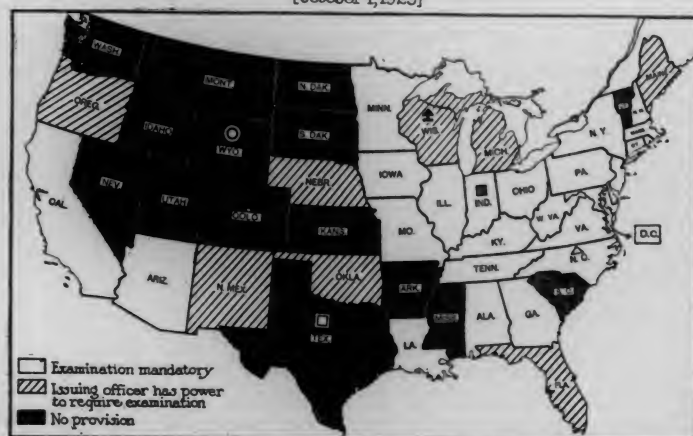 [October 1, 1923]
WASH.
MONT.
N. DAK.
MINN.
MAIN
OREG.
IDAHO
WYO.
S. DAK.
WIS.
MICH.
N.Y.
NEBR.
IOWA
PA.
NEV.
UTAH
COLO
ILL.
IND.
OHIO
W. VA.
VA.
D.C.
CAL.
KANS.
MO.
KY.
N.C.
ARIZ.
N. MEX.
OKLA.
ARK.
TENN.
S. C.
TEX.
LA.
MISS.
ALA.
GA.
FLA.
Examination mandatory
Issuing officer has power
to require examination
No provision